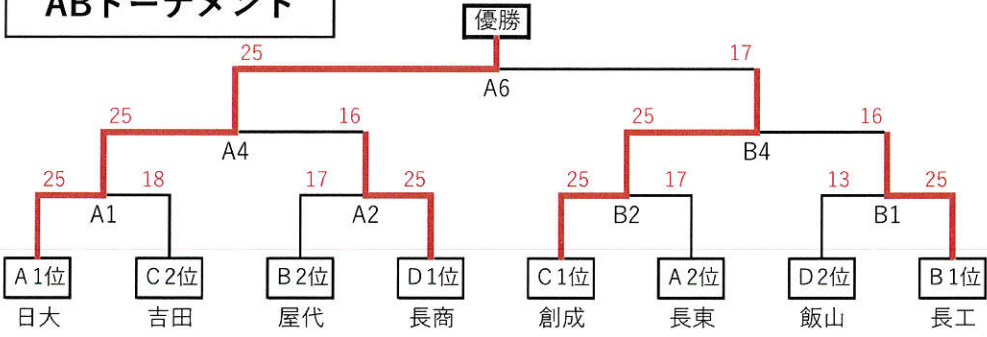 ABトーナメント
優勝
25 17
A6
25 16 25 16
A4 B4
25 18 17 25 25 17 13 25
A1 A2 B2 B1
A1位 C2位 B2位 D1位 C1位 A2位 D2位 B1位
日大 吉田 屋代 長商 創成 長東 飯山 長工